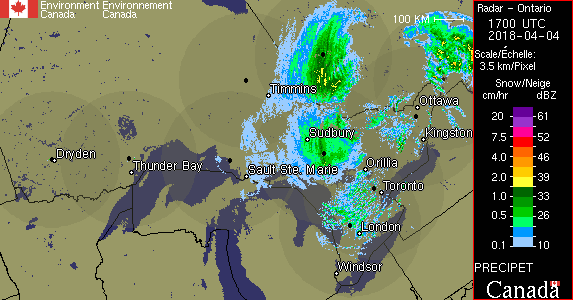 Environment Environnement
Canada Canada
100 KM
Timmins
Ottawa
Sudbury
Kingston
Dryden
Thunder Bay
Sault Ste. Marie
Orillia
Toronto
London
Windsor
Radar - Ontario
1700 UTC
2018-04-04
Scale/Échelle:
3.5 km/Pixel
Snow/Neige
cm/hr dBZ
20 61
7.5 52
4.0 46
2.0 39
1.0 33
0.5 26
0.1 10
PRECIPET
Canada